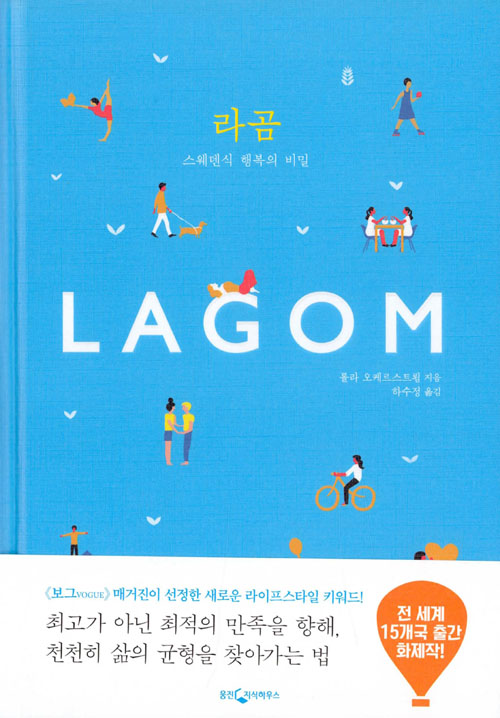 라곰
스웨덴식 행복의 비밀
LAGOM
롤라 오케르스트룀 지음
하수정 옮김
《보그VOGUE》 매거진이 선정한 새로운 라이프스타일 키워드!
최고가 아닌 최적의 만족을 향해,
천천히 삶의 균형을 찾아가는 법
전 세계
15개국 출간
화제작!
웅진 지식하우스